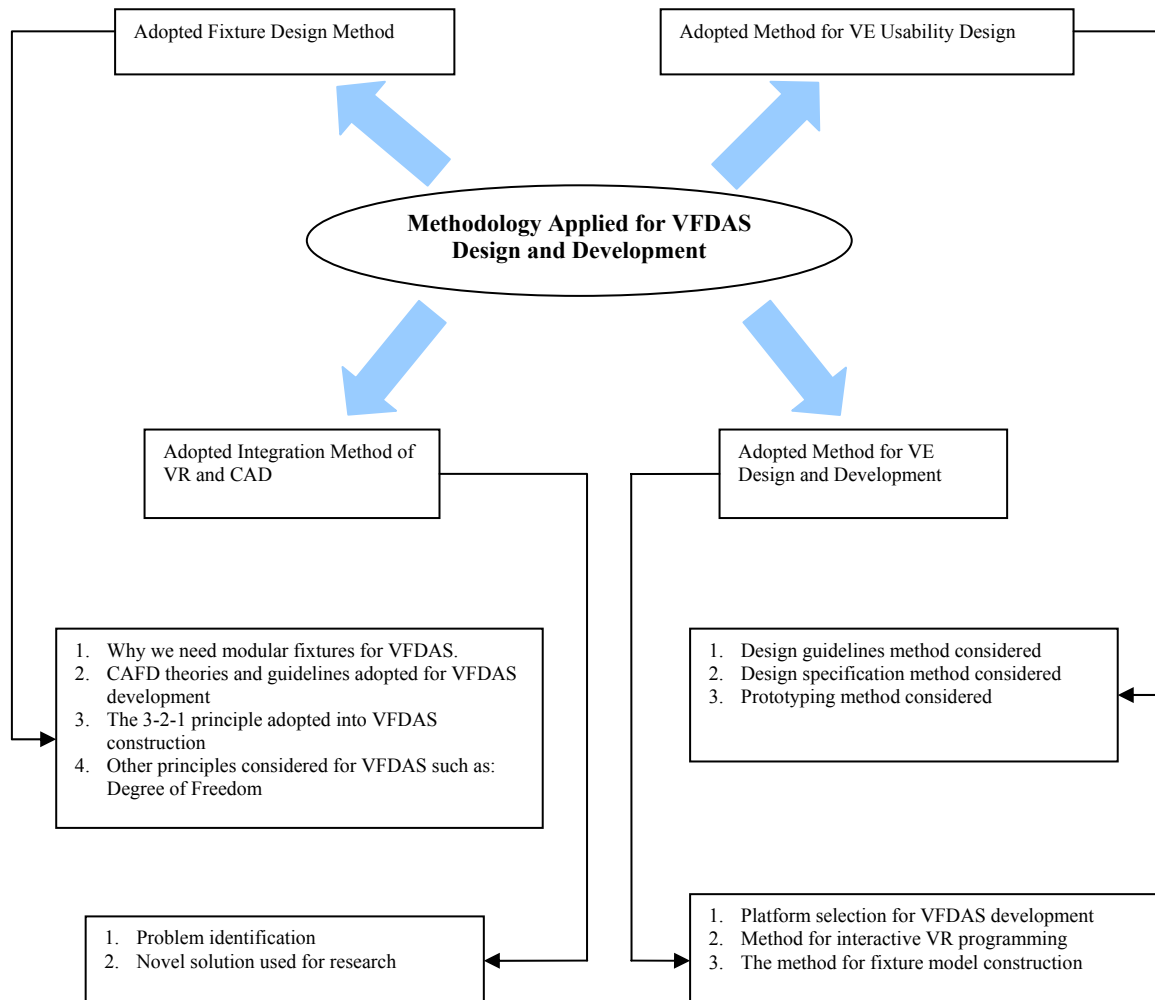 Adopted Fixture Design Method
Adopted Method for VE Usability Design
Methodology Applied for VFDAS
Design and Development
Adopted Integration Method of
VR and CAD
Adopted Method for VE
Design and Development
1. Why we need modular fixtures for VFDAS.
2. CAFD theories and guidelines adopted for VFDAS
development
3. The 3-2-1 principle adopted into VFDAS
construction
4. Other principles considered for VFDAS such as:
Degree of Freedom
1. Design guidelines method considered
2. Design specification method considered
3. Prototyping method considered
1. Problem identification
2. Novel solution used for research
1. Platform selection for VFDAS development
2. Method for interactive VR programming
3. The method for fixture model construction